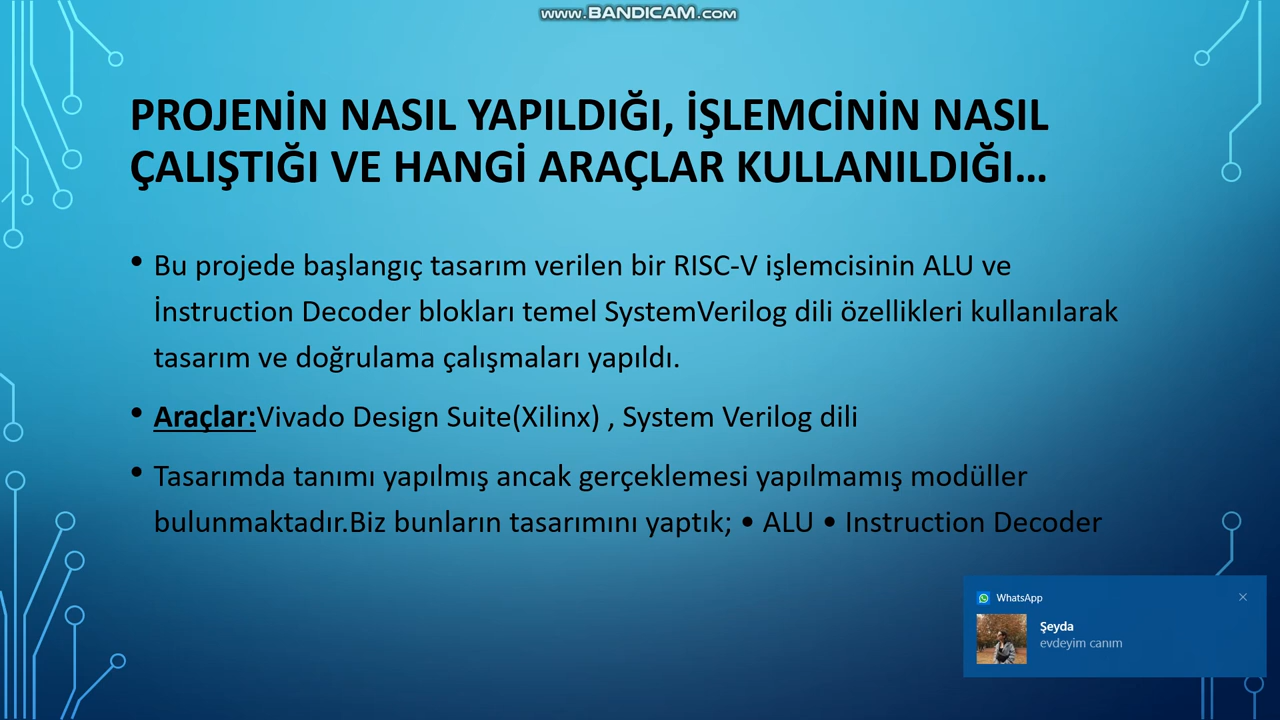 www.BANDICAM.com
PROJENİN NASIL YAPILDIĞI, İŞLEMCİNİN NASIL
ÇALIŞTIĞI VE HANGİ ARAÇLAR KULLANILDIĞI…
• Bu projede başlangıç tasarım verilen bir RISC-V işlemcisinin ALU ve
İnstruction Decoder blokları temel SystemVerilog dili özellikleri kullanılarak
tasarım ve doğrulama çalışmaları yapıldı.
• Araçlar:Vivado Design Suite(Xilinx) , System Verilog dili
• Tasarımda tanımı yapılmış ancak gerçeklemesi yapılmamış modüller
bulunmaktadır.Biz bunların tasarımını yaptık; • ALU • Instruction Decoder
WhatsApp
Şeyda
evdeyim canım